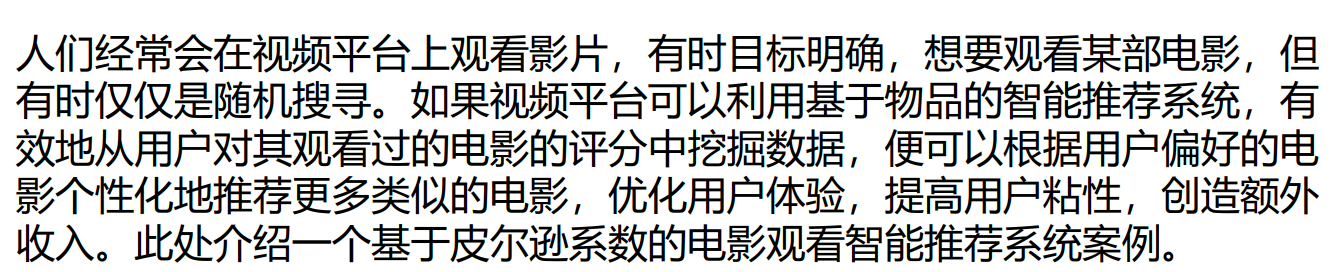 人们经常会在视频平台上观看影片，有时目标明确，想要观看某部电影，但
有时仅仅是随机搜寻。如果视频平台可以利用基于物品的智能推荐系统，有
效地从用户对其观看过的电影的评分中挖掘数据，便可以根据用户偏好的电
影个性化地推荐更多类似的电影，优化用户体验，提高用户粘性，创造额外
收入。此处介绍一个基于皮尔逊系数的电影观看智能推荐系统案例。